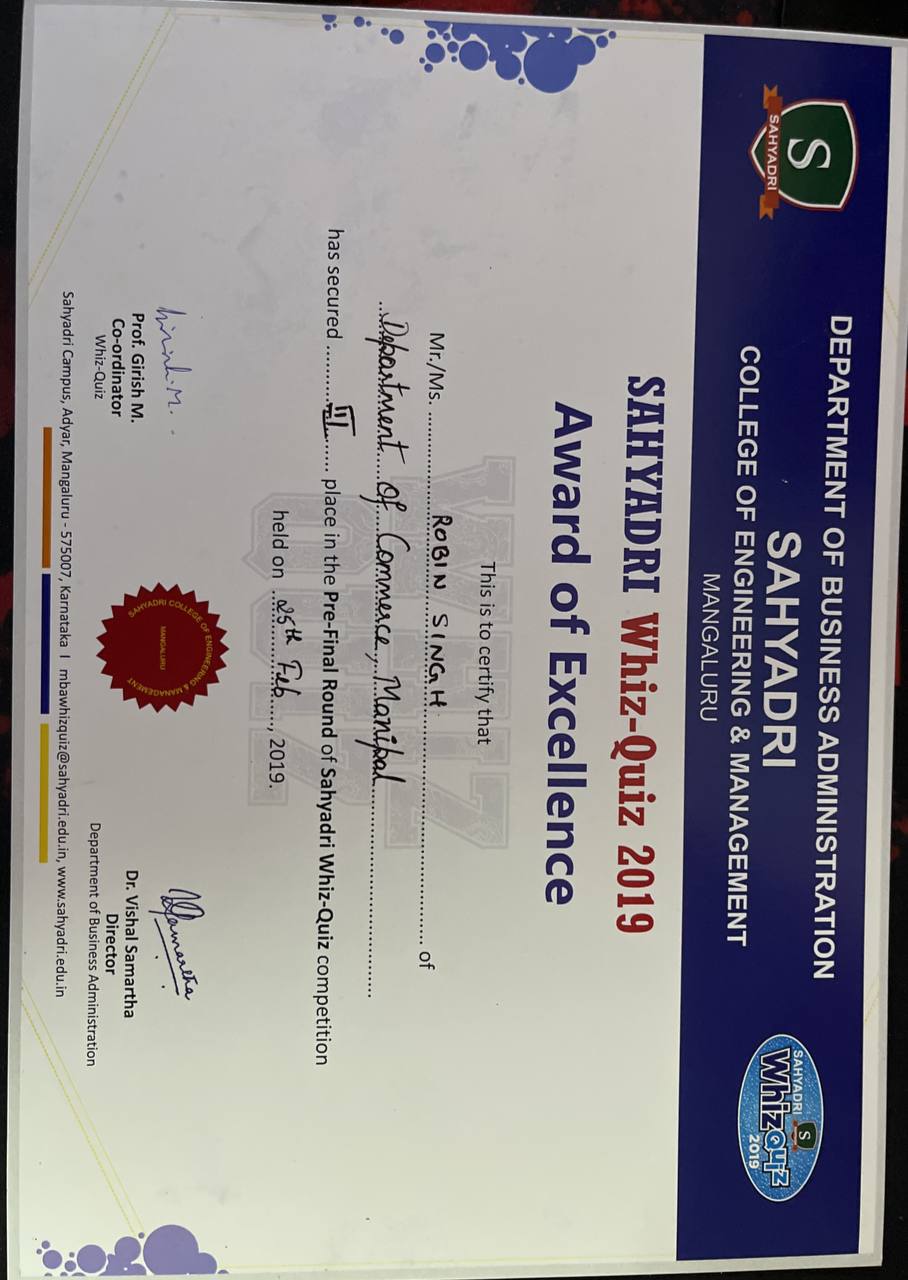 S
SAHYADRI
DEPARTMENT OF BUSINESS ADMINISTRATION
SAHYADRI
COLLEGE OF ENGINEERING & MANAGEMENT
MANGALURU
SAHYADRI S
WhizQuiz
2019
SAHYADRI Whiz-Quiz 2019
Award of Excellence
WHIZ
QUIZ
This is to certify that
Mr./Ms. ROBIN SINGH of
Department of Commerce, Manipal
has secured III place in the Pre-Final Round of Sahyadri Whiz-Quiz competition
held on 25th Feb, 2019.
Girish M.
Prof. Girish M.
Co-ordinator
Whiz-Quiz
SAHYADRI COLLEGE OF ENGINEERING & MANAGEMENT
MANGALURU
VSamartha
Dr. Vishal Samartha
Director
Department of Business Administration
Sahyadri Campus, Adyar, Mangaluru - 575007, Karnataka I mbawhizquiz@sahyadri.edu.in, www.sahyadri.edu.in